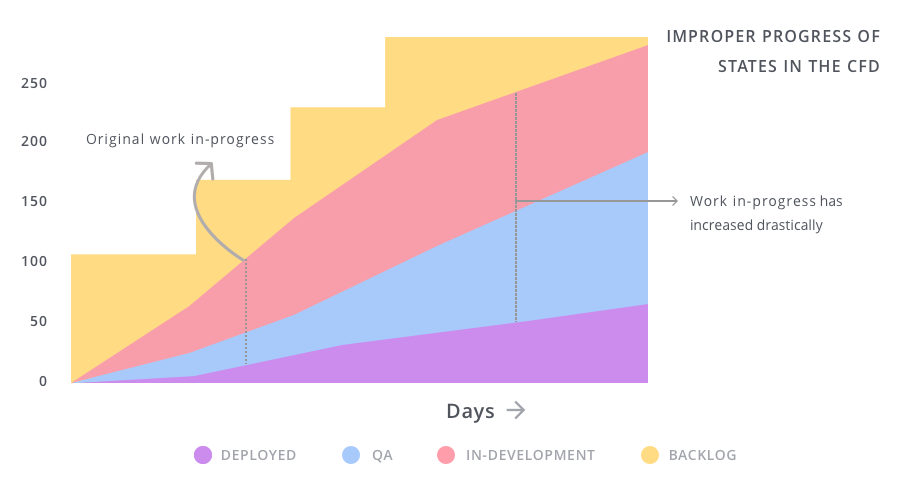 IMPROPER PROGRESS OF
STATES IN THE CFD
250
200
150
100
50
0
Original work in-progress
Work in-progress has
increased drastically
Days
DEPLOYED
QA
IN-DEVELOPMENT
BACKLOG